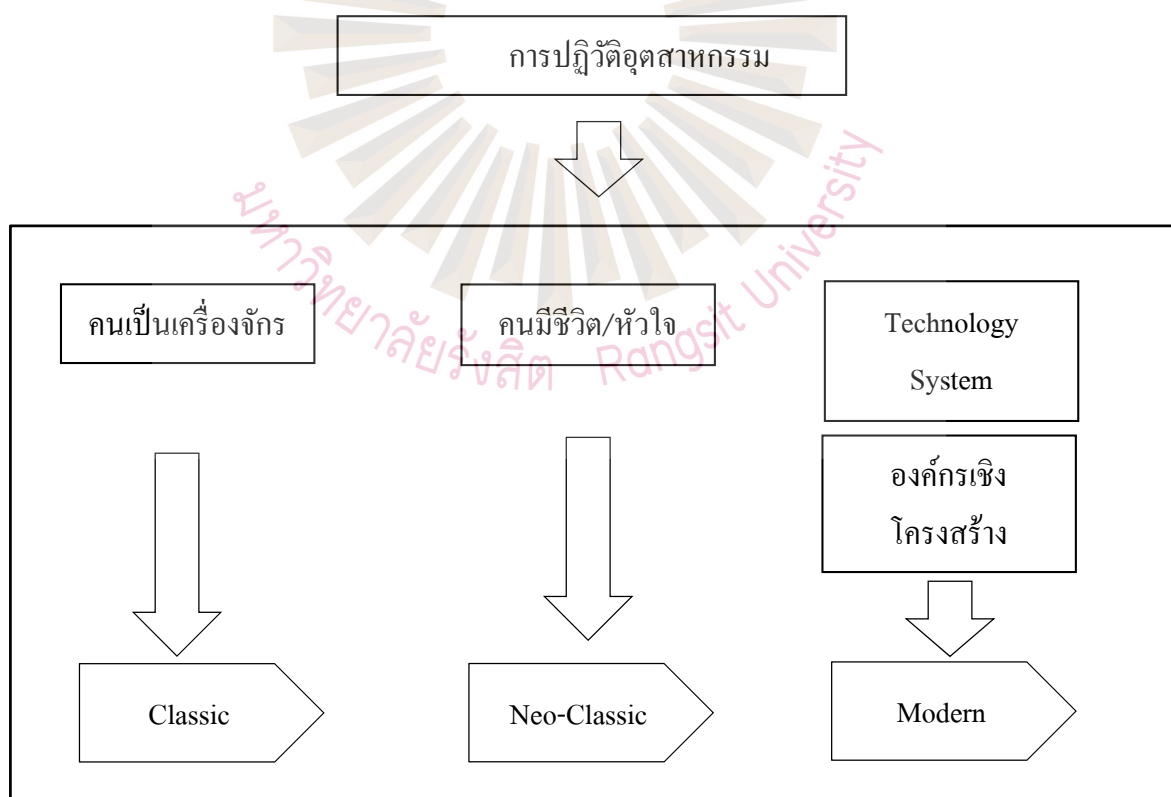 การปฏิวัติอุตสาหกรรม
มหาวิทยาลัยรังสิต Rangsit University
คนเป็นเครื่องจักร
คนมีชีวิต/หัวใจ
Technology
System
องค์กรเชิง
โครงสร้าง
Classic
Neo-Classic
Modern